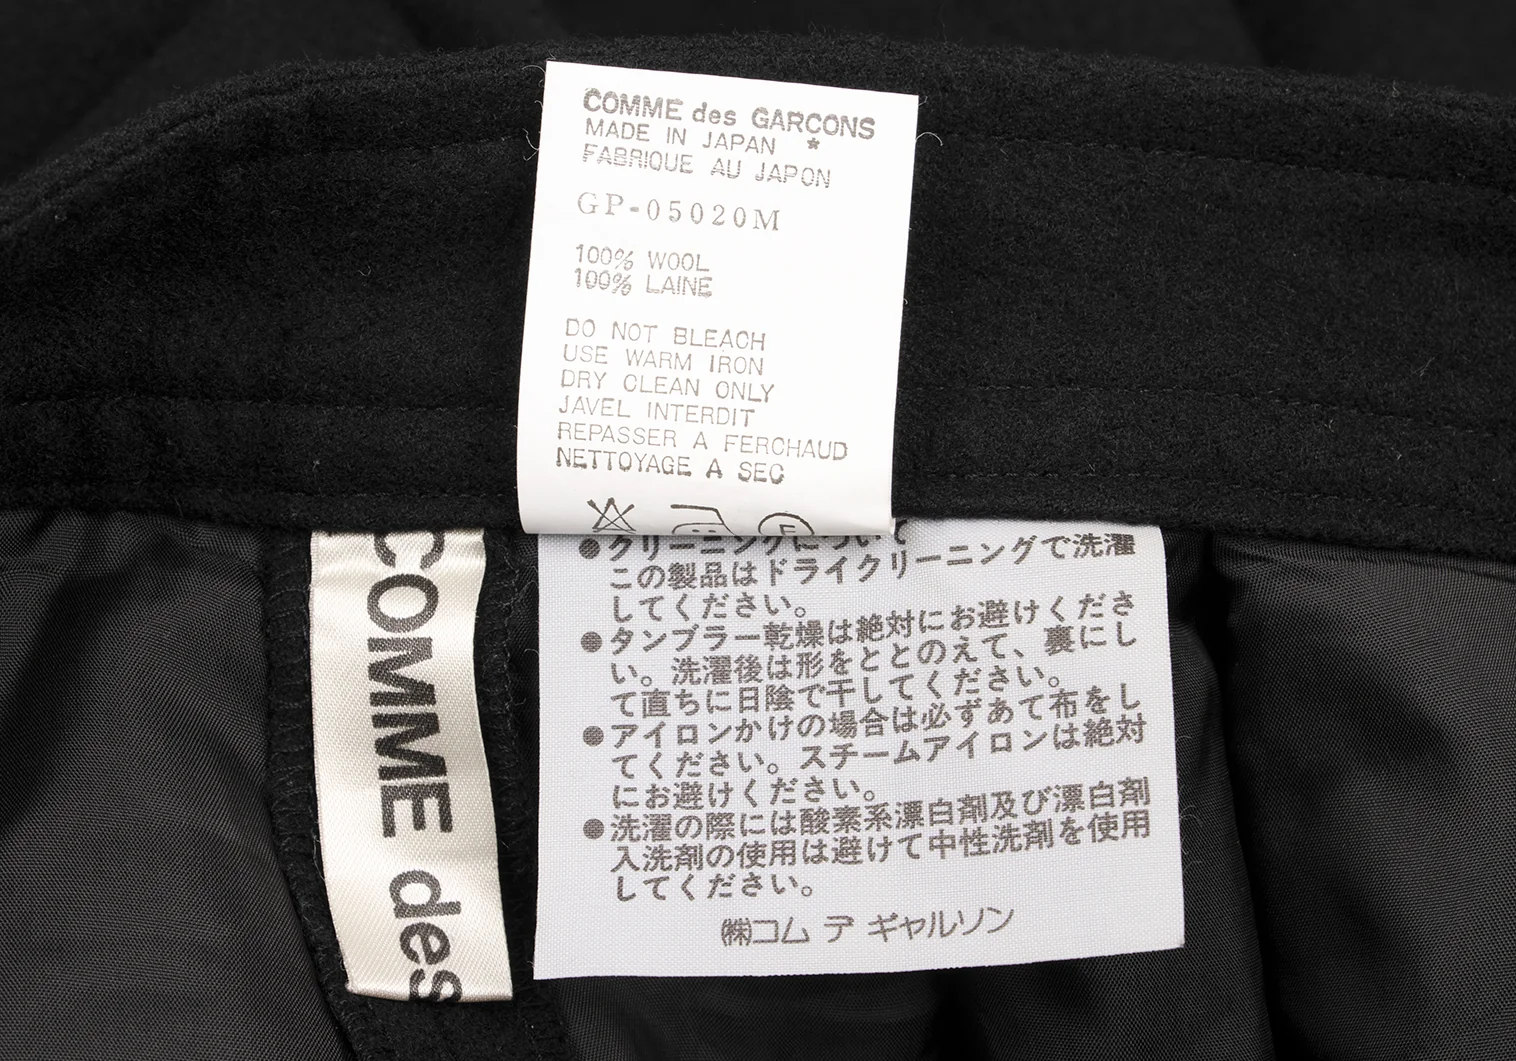 COMME des GARCONS
MADE IN JAPAN *
FABRIQUE AU JAPON
GP-05020M
100% WOOL
100% LAINE
DO NOT BLEACH
USE WARM IRON
DRY CLEAN ONLY
JAVEL INTERDIT
REPASSER A FERCHAUD
NETTOYAGE A SEC
COMME des
●クリーニングについて
この製品はドライクリーニングで洗濯
してください。
●タンブラー乾燥は絶対にお避けくださ
い。洗濯後は形をととのえて、裏にし
て直ちに日陰で干してください。
●アイロンかけの場合は必ずあて布をし
てください。スチームアイロンは絶対
にお避けください。
●洗濯の際には酸素系漂白剤及び漂白剤
入洗剤の使用は避けて中性洗剤を使用
してください。
㈱コム デ ギャルソン